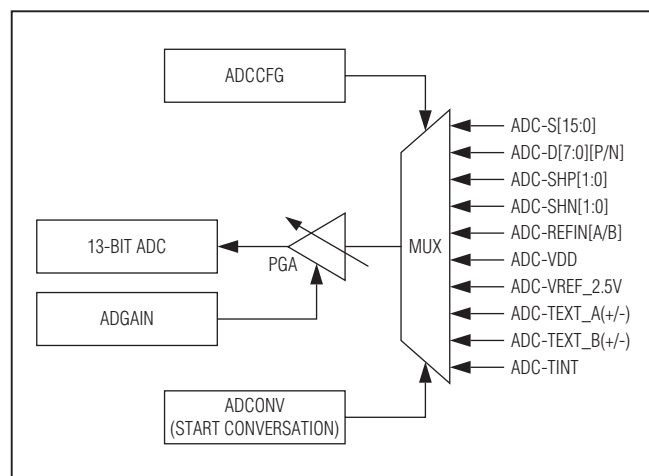 ADCCFG
ADC-S[15:0]
ADC-D[7:0][P/N]
ADC-SHP[1:0]
ADC-SHN[1:0]
13-BIT ADC
PGA
MUX
ADC-REFIN[A/B]
ADC-VDD
ADC-VREF_2.5V
ADGAIN
ADC-TEXT_A(+/-)
ADC-TEXT_B(+/-)
ADC-TINT
ADCONV
(START CONVERSATION)